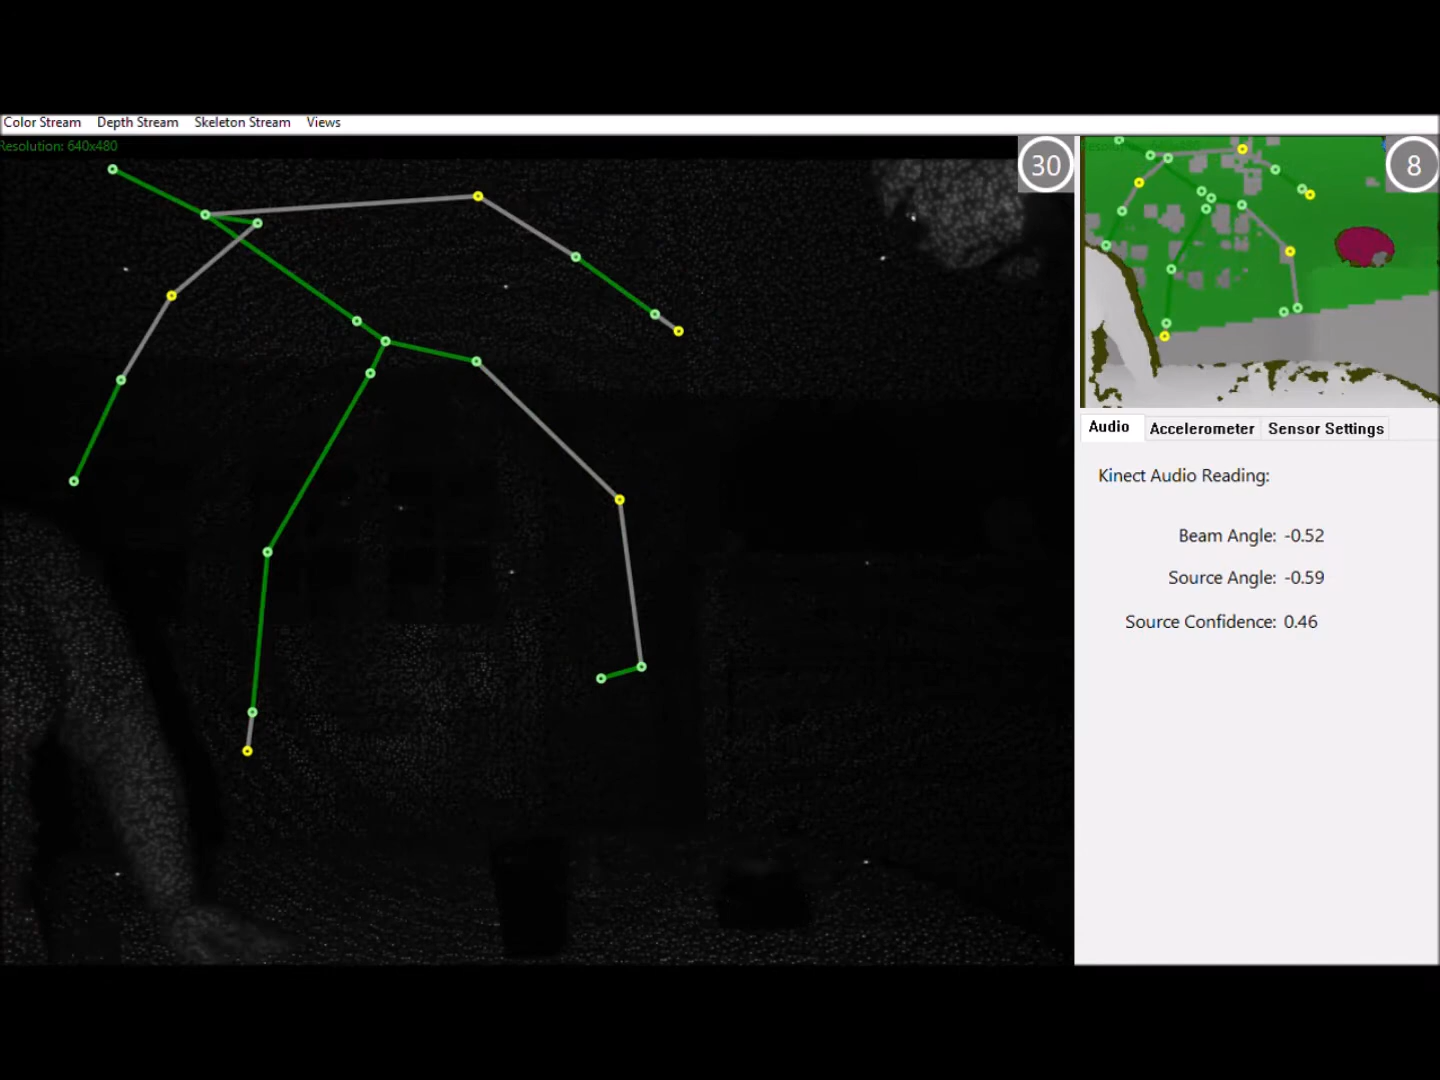 Color Stream Depth Stream Skeleton Stream Views
Resolution: 640x480
30
8
Audio Accelerometer Sensor Settings
Kinect Audio Reading:
Beam Angle: -0.52
Source Angle: -0.59
Source Confidence: 0.46